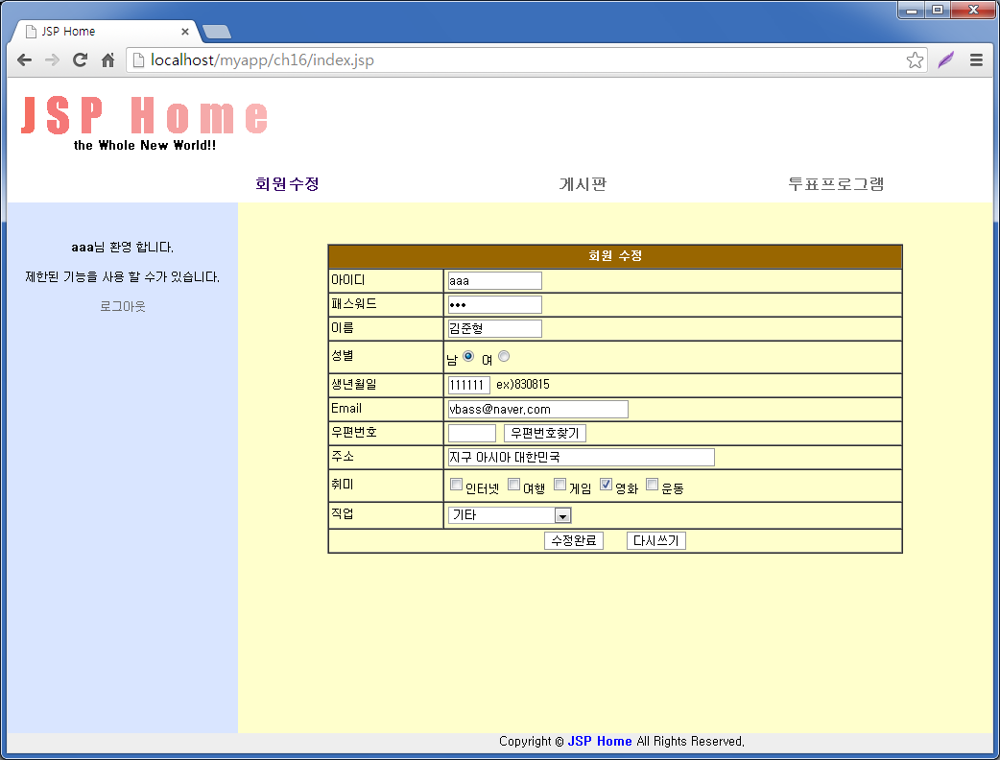 JSP Home
localhost/myapp/ch16/index.jsp
JSP Home
the Whole New World!!
회원수정 게시판 투표프로그램
aaa님 환영 합니다.
제한된 기능을 사용 할 수가 있습니다.
로그아웃
회원 수정
아이디 aaa
패스워드 •••
이름 김준형
성별 남 여
생년월일 111111 ex)830815
Email vbass@naver.com
우편번호 우편번호찾기
주소 지구 아시아 대한민국
취미 인터넷 여행 게임 영화 운동
직업 기타
수정완료 다시쓰기
Copyright © JSP Home All Rights Reserved.